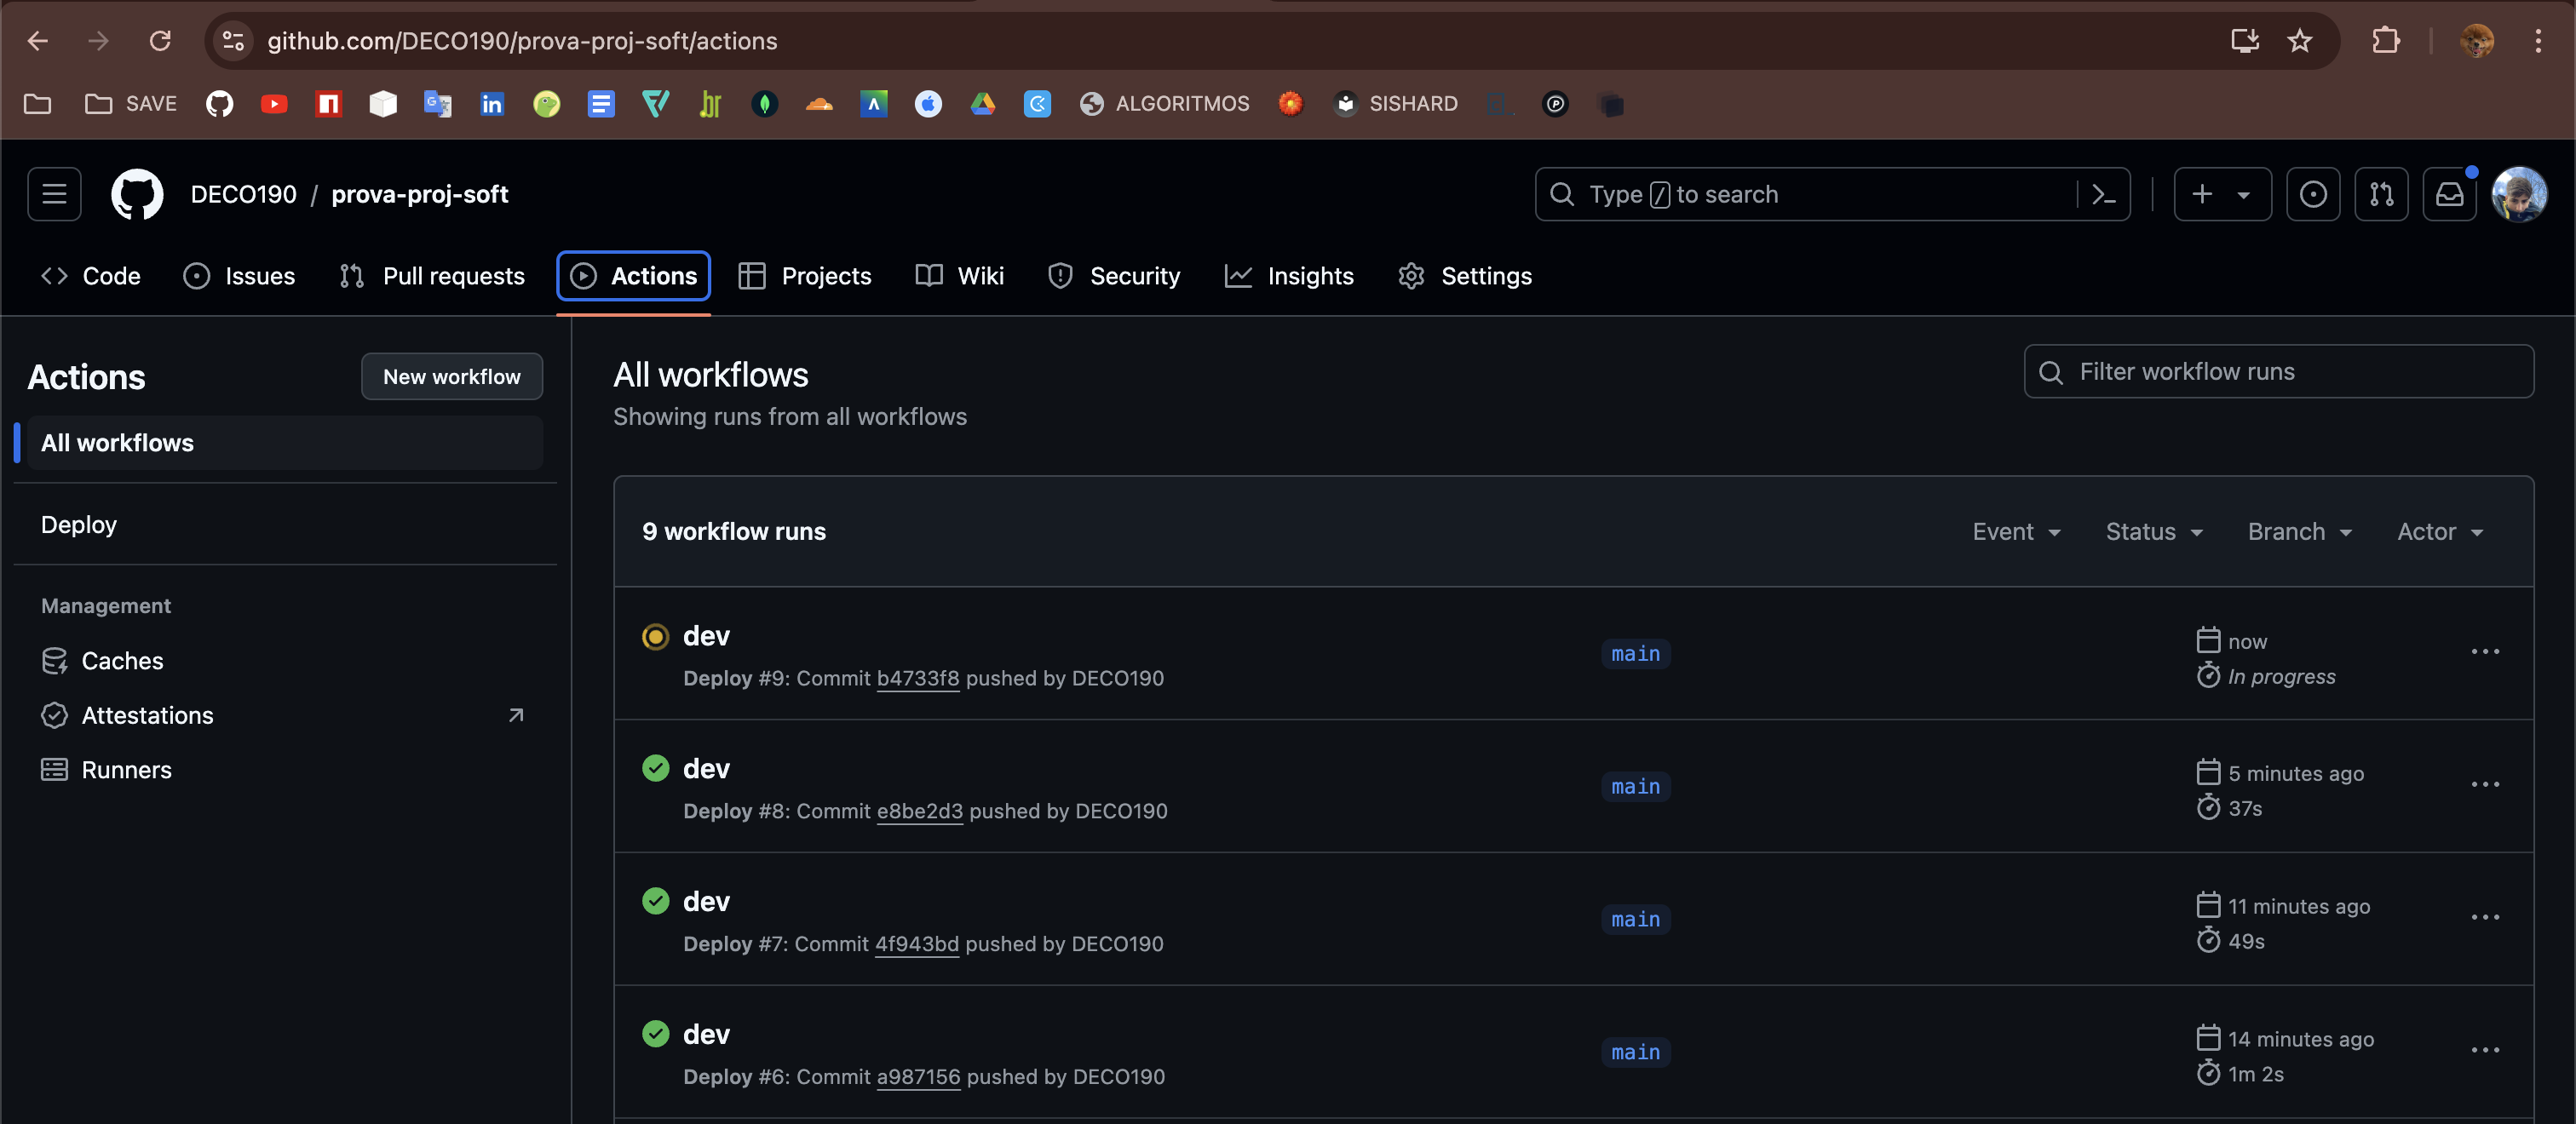 github.com/DECO190/prova-proj-soft/actions
SAVE
ALGORITMOS
SISHARD
DECO190 / prova-proj-soft
Type / to search
Code
Issues
Pull requests
Actions
Projects
Wiki
Security
Insights
Settings
Actions
New workflow
All workflows
Deploy
Management
Caches
Attestations
Runners
All workflows
Showing runs from all workflows
Filter workflow runs
9 workflow runs
Event
Status
Branch
Actor
dev
Deploy #9: Commit b4733f8 pushed by DECO190
main
now
In progress
dev
Deploy #8: Commit e8be2d3 pushed by DECO190
main
5 minutes ago
37s
dev
Deploy #7: Commit 4f943bd pushed by DECO190
main
11 minutes ago
49s
dev
Deploy #6: Commit a987156 pushed by DECO190
main
14 minutes ago
1m 2s